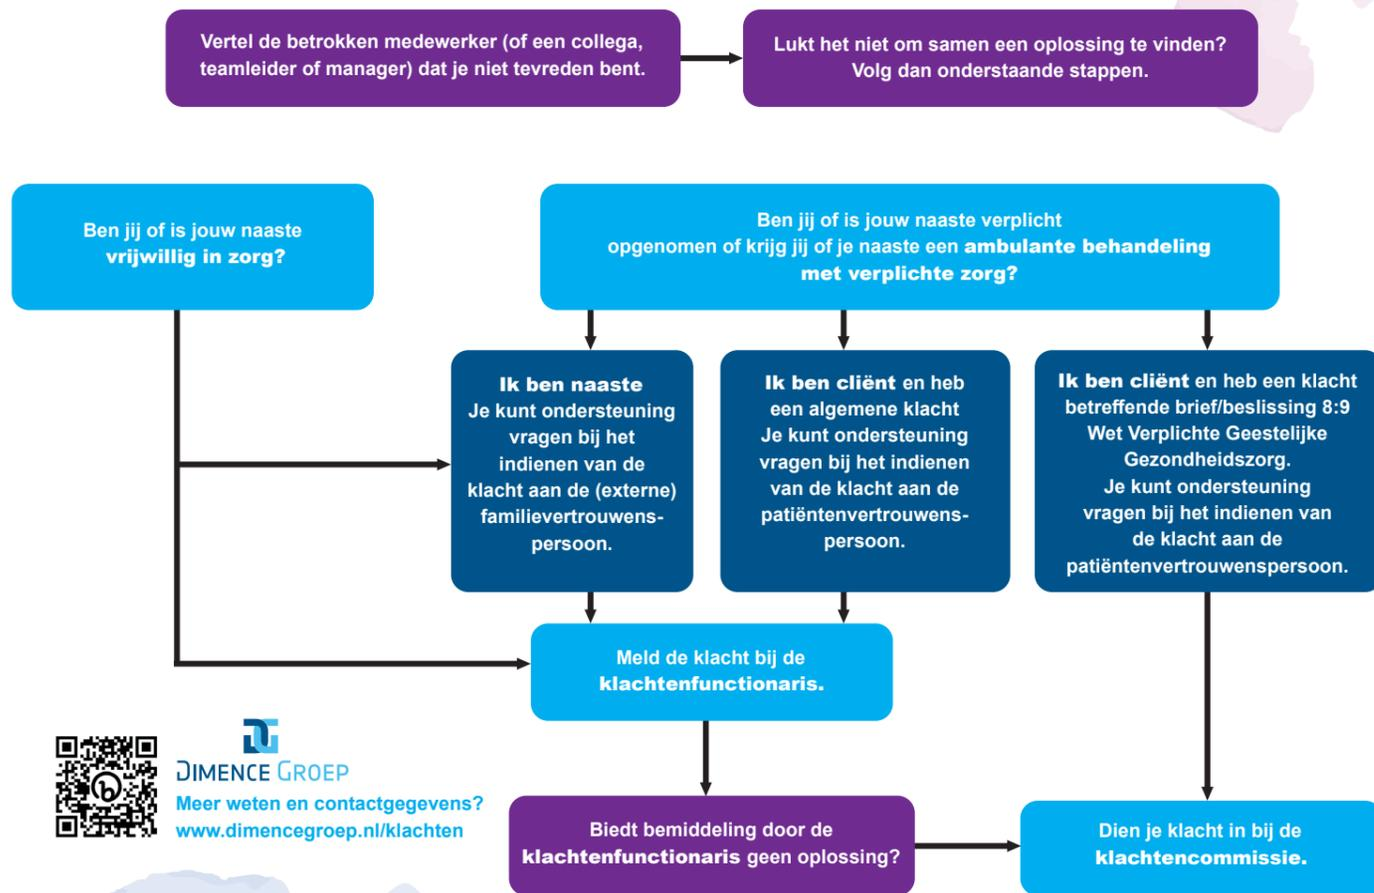 Vertel de betrokken medewerker (of een collega,
teamleider of manager) dat je niet tevreden bent.
Lukt het niet om samen een oplossing te vinden?
Volg dan onderstaande stappen.
Ben jij of is jouw naaste
vrijwillig in zorg?
Ben jij of is jouw naaste verplicht
opgenomen of krijg jij of je naaste een ambulante behandeling
met verplichte zorg?
Ik ben naaste
Je kunt ondersteuning
vragen bij het
indienen van de
klacht aan de (externe)
familievertrouwens-
persoon.
Ik ben cliënt en heb
een algemene klacht
Je kunt ondersteuning
vragen bij het indienen
van de klacht aan de
patiëntenvertrouwens-
persoon.
Ik ben cliënt en heb een klacht
betreffende brief/beslissing 8:9
Wet Verplichte Geestelijke
Gezondheidszorg.
Je kunt ondersteuning
vragen bij het indienen van
de klacht aan de
patiëntenvertrouwenspersoon.
Meld de klacht bij de
klachtenfunctionaris.
DIMENCE GROEP
Meer weten en contactgegevens?
www.dimencegroep.nl/klachten
Biedt bemiddeling door de
klachtenfunctionaris geen oplossing?
Dien je klacht in bij de
klachtencommissie.